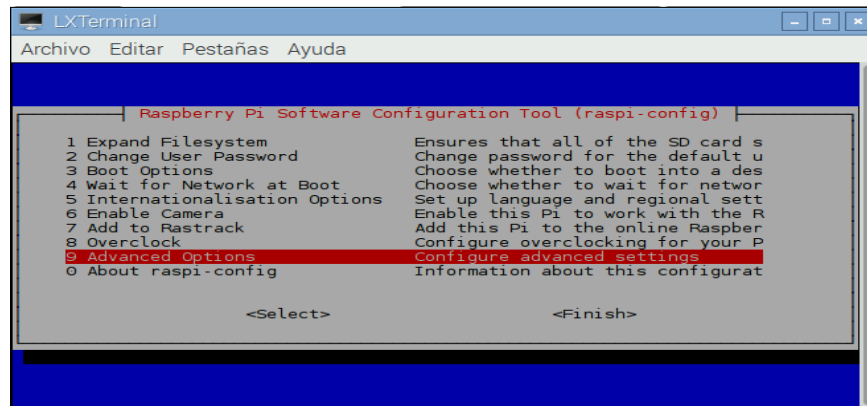 LXTerminal
Archivo Editar Pestañas Ayuda
Raspberry Pi Software Configuration Tool (raspi-config)
1 Expand Filesystem Ensures that all of the SD card s
2 Change User Password Change password for the default u
3 Boot Options Choose whether to boot into a des
4 Wait for Network at Boot Choose whether to wait for networ
5 Internationalisation Options Set up language and regional sett
6 Enable Camera Enable this Pi to work with the R
7 Add to Rastrack Add this Pi to the online Raspber
8 Overclock Configure overclocking for your P
9 Advanced Options Configure advanced settings
0 About raspi-config Information about this configurat
<Select> <Finish>